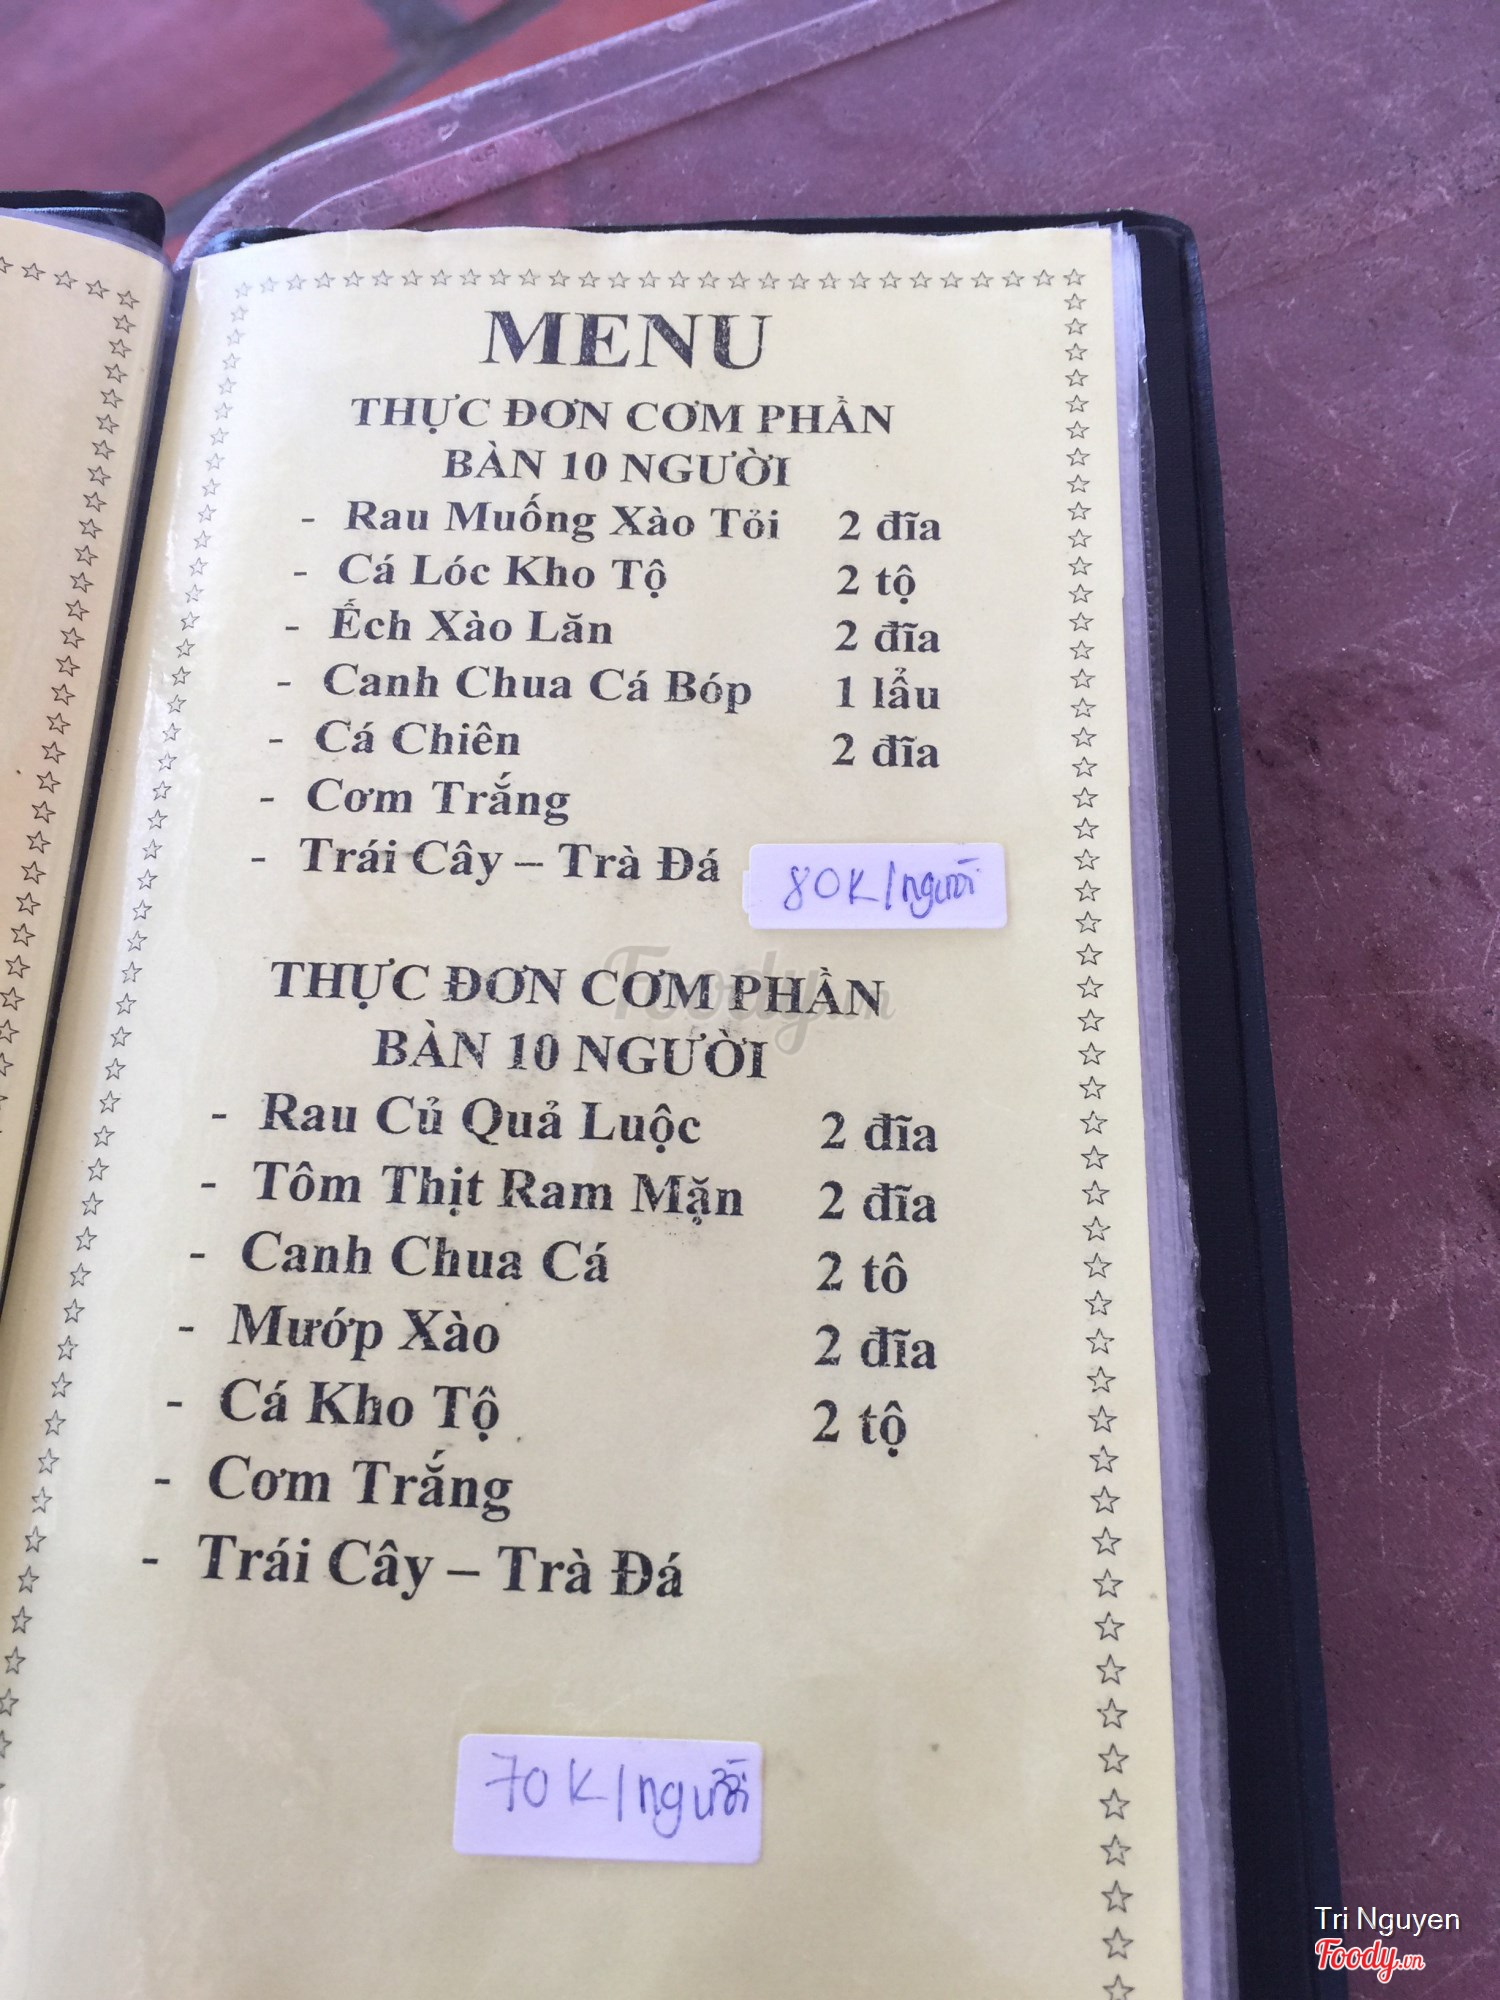 MENU
THỰC ĐƠN CƠM PHẦN
BÀN 10 NGƯỜI
- Rau Muống Xào Tỏi 2 đĩa
- Cá Lóc Kho Tộ 2 tộ
- Ếch Xào Lăn 2 đĩa
- Canh Chua Cá Bóp 1 lẩu
- Cá Chiên 2 đĩa
- Cơm Trắng
- Trái Cây – Trà Đá 80K/người
THỰC ĐƠN CƠM PHẦN
BÀN 10 NGƯỜI
- Rau Củ Quả Luộc 2 đĩa
- Tôm Thịt Ram Mặn 2 đĩa
- Canh Chua Cá 2 tô
- Mướp Xào 2 đĩa
- Cá Kho Tộ 2 tộ
- Cơm Trắng
- Trái Cây – Trà Đá
70K/người
Foody.vn
Tri Nguyen
Foody.vn